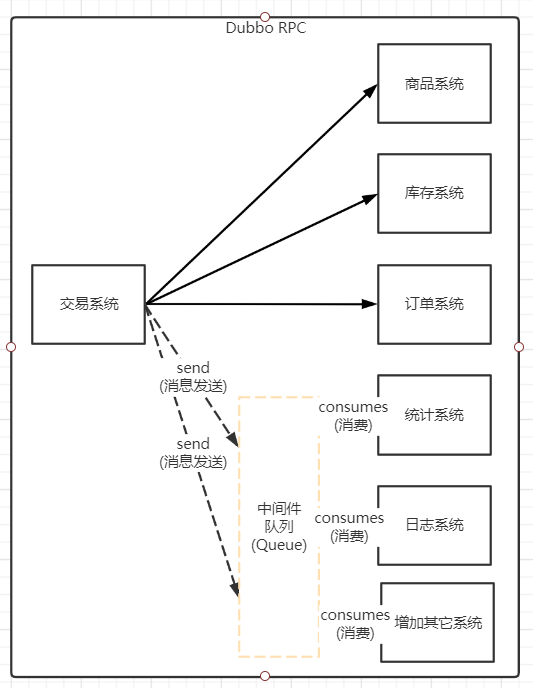 Dubbo RPC
商品系统
库存系统
交易系统
订单系统
send
(消息发送)
send
(消息发送)
中间件
队列
(Queue)
consumes
(消费)
统计系统
consumes
(消费)
日志系统
consumes
(消费)
增加其它系统